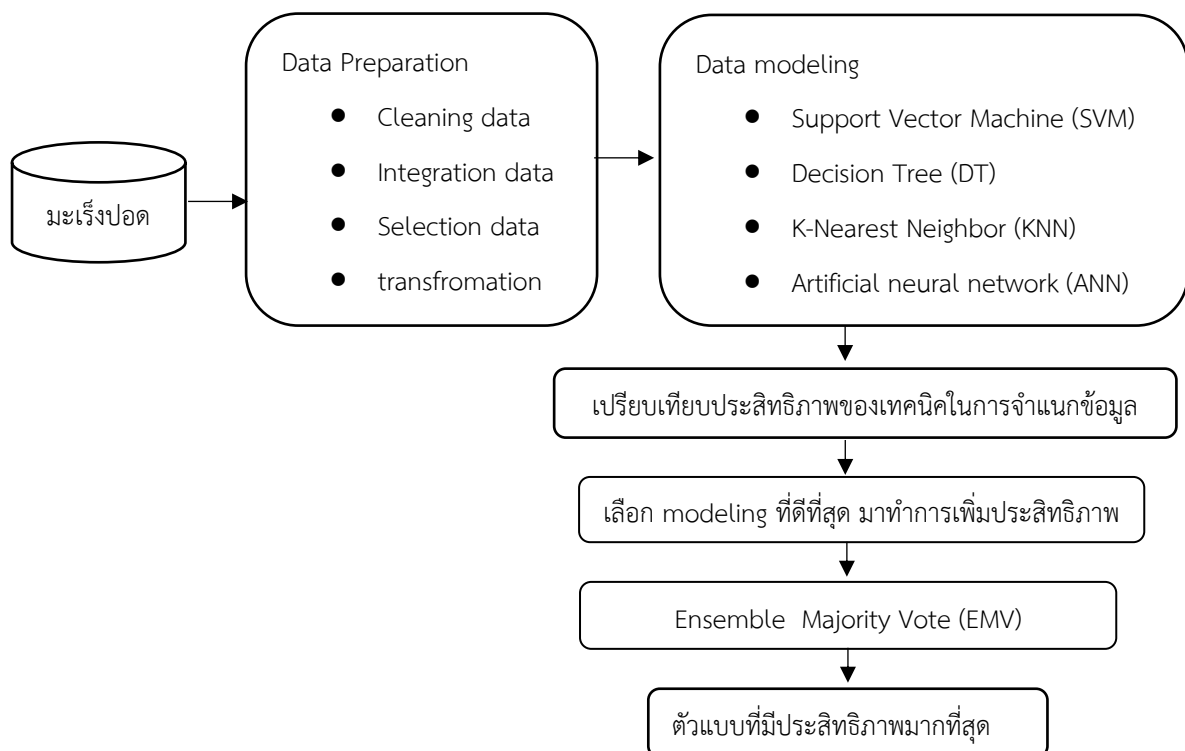 มะเร็งปอด
Data Preparation
● Cleaning data
● Integration data
● Selection data
● transfromation
Data modeling
● Support Vector Machine (SVM)
● Decision Tree (DT)
● K-Nearest Neighbor (KNN)
● Artificial neural network (ANN)
เปรียบเทียบประสิทธิภาพของเทคนิคในการจำแนกข้อมูล
เลือก modeling ที่ดีที่สุด มาทำการเพิ่มประสิทธิภาพ
Ensemble Majority Vote (EMV)
ตัวแบบที่มีประสิทธิภาพมากที่สุด